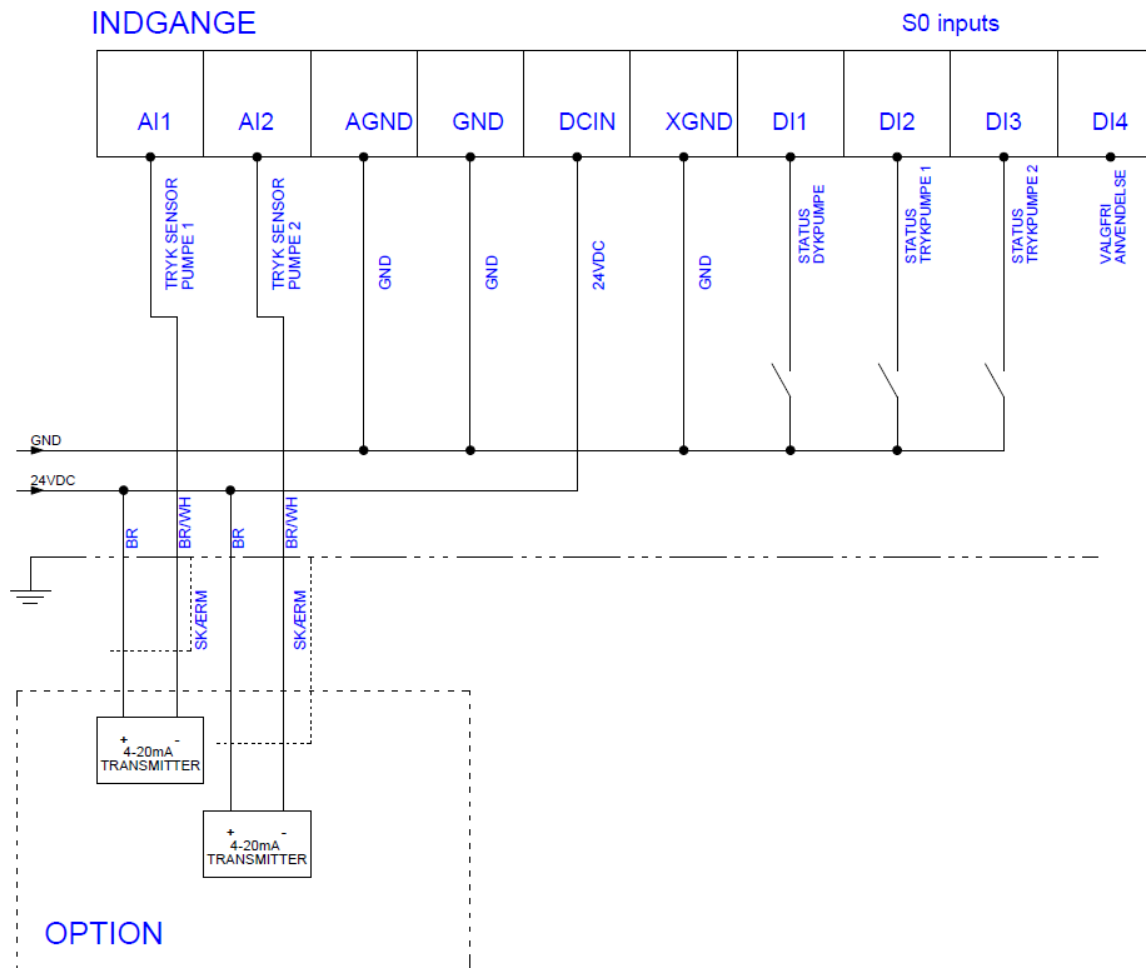 INDGANGE
S0 inputs
AI1
AI2
AGND
GND
DCIN
XGND
DI1
DI2
DI3
DI4
TRYK SENSOR
PUMPE 1
TRYK SENSOR
PUMPE 2
GND
GND
24VDC
GND
STATUS
DYKPUMPE
STATUS
TRYKPUMPE 1
STATUS
TRYKPUMPE 2
VALGFRI
ANVENDELSE
GND
24VDC
BR
BR/WH
BR
BR/WH
SKÆRM
SKÆRM
+ -
4-20mA
TRANSMITTER
+ -
4-20mA
TRANSMITTER
OPTION